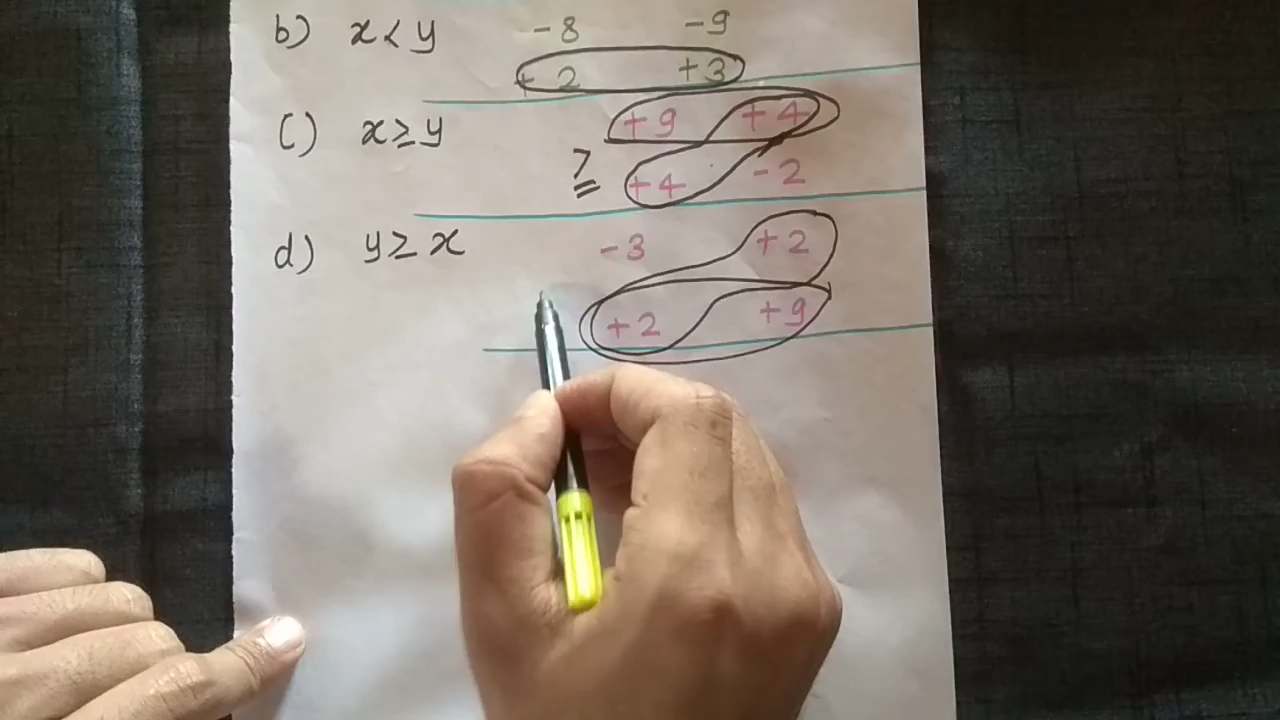 b) x < y -8 -9
+2 +3
(c) x ≥ y +9 +4
? +4 -2
d) y ≥ x -3 +2
+2 +9